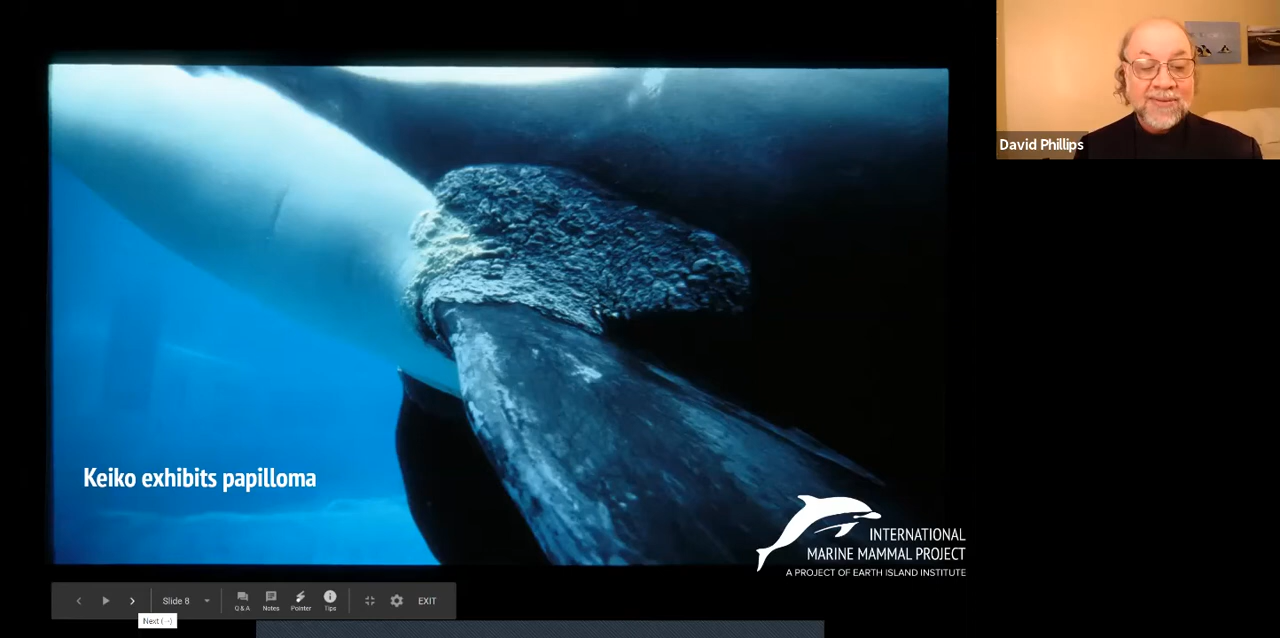 David Phillips
Keiko exhibits papilloma
INTERNATIONAL
MARINE MAMMAL PROJECT
A PROJECT OF EARTH ISLAND INSTITUTE
Slide 8
Q & A
Notes
Pointer
Tips
EXIT
Next (→)